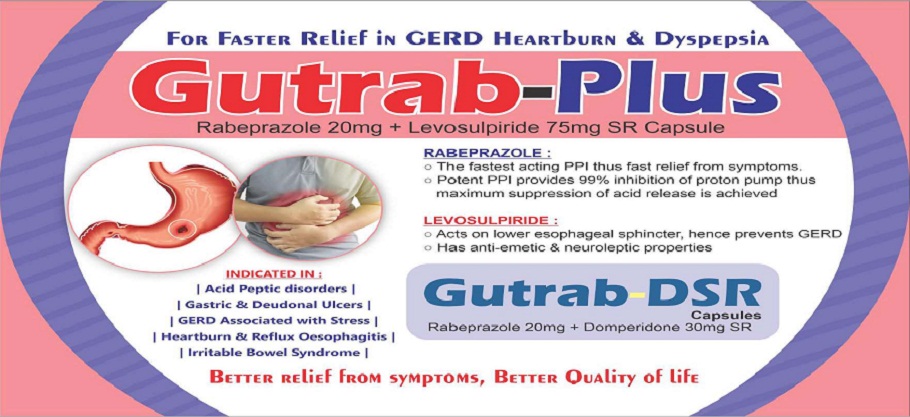 For Faster Relief in GERD Heartburn & Dyspepsia
Gutrab-Plus
Rabeprazole 20mg + Levosulpiride 75mg SR Capsule
RABEPRAZOLE :
○ The fastest acting PPI thus fast relief from symptoms.
○ Potent PPI provides 99% inhibition of proton pump thus
maximum suppression of acid release is achieved
LEVOSULPIRIDE :
○ Acts on lower esophageal sphincter, hence prevents GERD
○ Has anti-emetic & neuroleptic properties
INDICATED IN :
| Acid Peptic disorders |
| Gastric & Deudonal Ulcers |
| GERD Associated with Stress |
| Heartburn & Reflux Oesophagitis |
| Irritable Bowel Syndrome |
Gutrab-DSR
Capsules
Rabeprazole 20mg + Domperidone 30mg SR
Better relief from symptoms, Better Quality of life